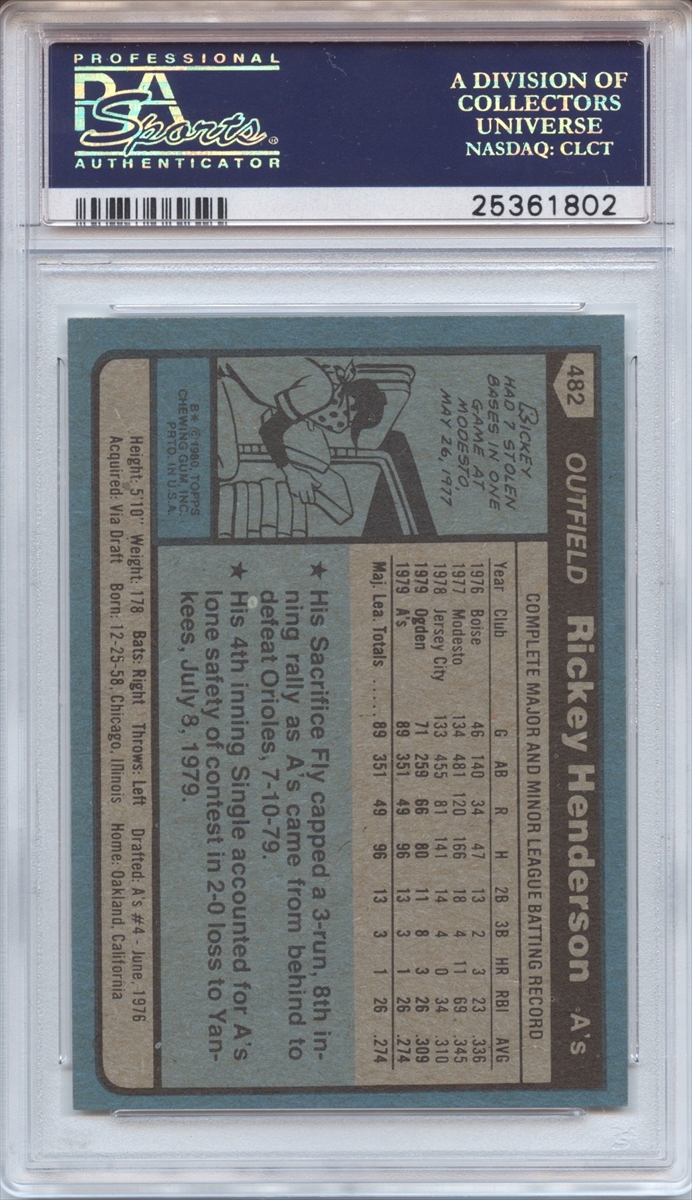 PROFESSIONAL
PSA
Sports®
AUTHENTICATOR
A DIVISION OF
COLLECTORS
UNIVERSE
NASDAQ: CLCT
25361802
482
OUTFIELD Rickey Henderson A's
RICKEY
HAD 7 STOLEN
BASES IN ONE
GAME AT
MODESTO,
MAY 26, 1977
B* © 1980, TOPPS
CHEWING GUM, INC.
PRTD. IN U.S.A.
COMPLETE MAJOR AND MINOR LEAGUE BATTING RECORD
Year Club G AB R H 2B 3B HR RBI AVG
1976 Boise 46 140 34 47 13 2 3 23 .336
1977 Modesto 134 481 120 166 18 4 11 69 .345
1978 Jersey City 133 455 81 141 14 4 0 34 .310
1979 Ogden 71 259 66 80 11 8 3 26 .309
1979 A's 89 351 49 96 13 3 1 26 .274
Maj. Lea. Totals ...... 89 351 49 96 13 3 1 26 .274
★ His Sacrifice Fly capped a 3-run, 8th in-
ning rally as A's came from behind to
defeat Orioles, 7-10-79.
★ His 4th inning Single accounted for A's
lone safety of contest in 2-0 loss to Yan-
kees, July 8, 1979.
Height: 5'10" Weight: 178 Bats: Right Throws: Left Drafted: A's #4 - June, 1976
Acquired: Via Draft Born: 12-25-58, Chicago, Illinois Home: Oakland, California